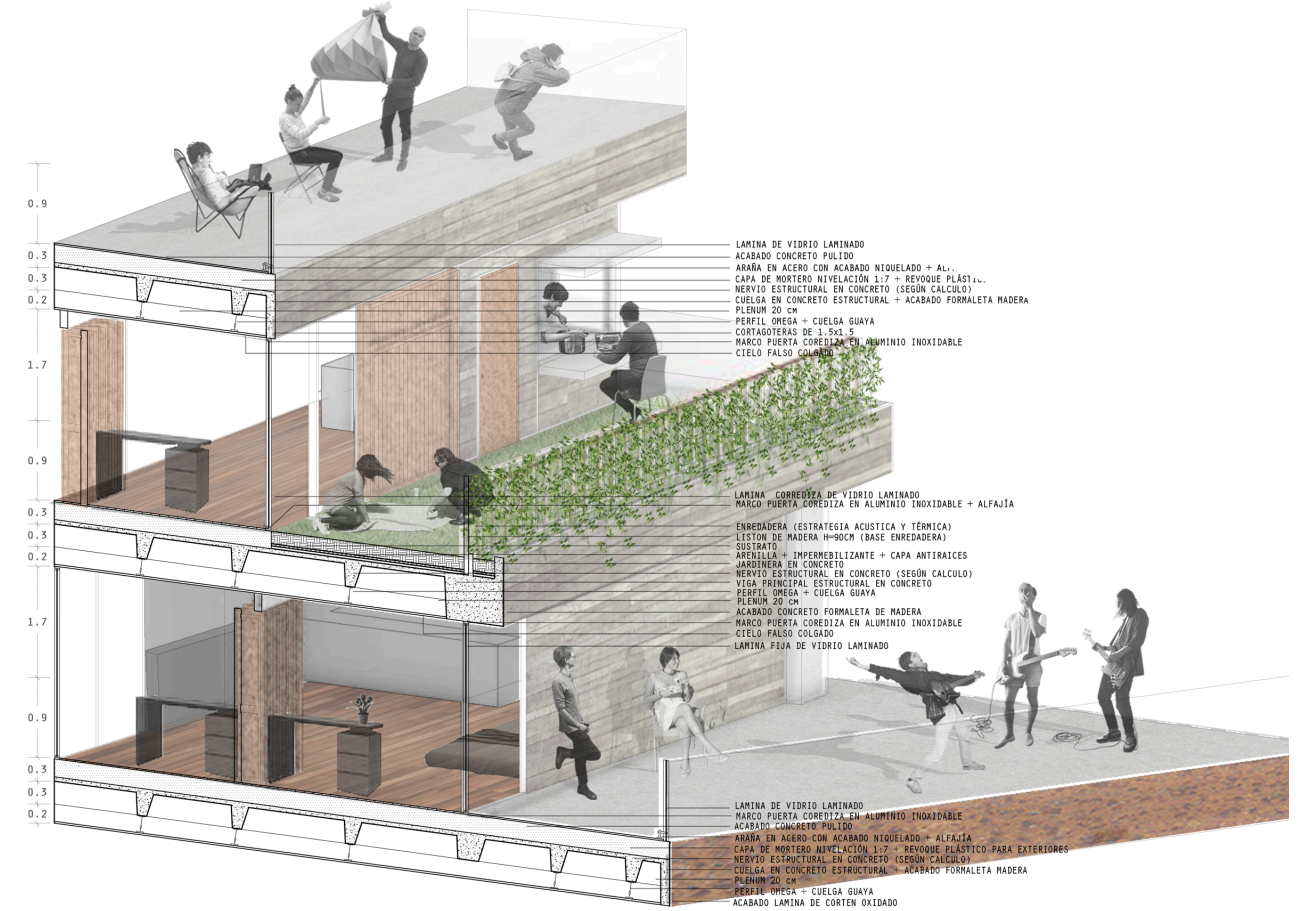 0.9
0.3
0.3
0.2
1.7
0.9
0.3
0.3
0.2
1.7
0.9
0.3
0.3
0.2
LAMINA DE VIDRIO LAMINADO
ACABADO CONCRETO PULIDO
ARAÑA EN ACERO CON ACABADO NIQUELADO +
CAPA DE MORTERO NIVELACIÓN 1:7 + REVOQUE
NERVIO ESTRUCTURAL EN CONCRETO (SEGÚN CALCULO)
CUELGA EN CONCRETO ESTRUCTURAL + ACABADO FORMALETA MADERA
PLENUM 20 CM
PERFIL OMEGA + CUELGA GUAYA
CORTAGOTERAS DE 1.5x1.5
MARCO PUERTA COREDIZA EN ALUMINIO INOXIDABLE
CIELO FALSO COLGADO
LAMINA CORREDIZA DE VIDRIO LAMINADO
MARCO PUERTA COREDIZA EN ALUMINIO INOXIDABLE + ALFAJÍA
ENREDADERA (ESTRATEGIA ACUSTICA Y TÉRMICA)
LISTON DE MADERA H=90CM (BASE ENREDADERA)
SUSTRATO
ARENILLA + IMPERMEBILIZANTE + CAPA ANTIRAICES
JARDINERA EN CONCRETO
NERVIO ESTRUCTURAL EN CONCRETO (SEGÚN CALCULO)
VIGA PRINCIPAL ESTRUCTURAL EN CONCRETO
PERFIL OMEGA + CUELGA GUAYA
PLENUM 20 CM
ACABADO CONCRETO FORMALETA DE MADERA
MARCO PUERTA COREDIZA EN ALUMINIO INOXIDABLE
CIELO FALSO COLGADO
LAMINA FIJA DE VIDRIO LAMINADO
LAMINA DE VIDRIO LAMINADO
MARCO PUERTA COREDIZA EN ALUMINIO INOXIDABLE
ACABADO CONCRETO PULIDO
ARAÑA EN ACERO CON ACABADO NIQUELADO + ALFAJÍA
CAPA DE MORTERO NIVELACIÓN 1:7 + REVOQUE PLÁSTICO PARA EXTERIORES
NERVIO ESTRUCTURAL EN CONCRETO (SEGÚN CALCULO)
CUELGA EN CONCRETO ESTRUCTURAL + ACABADO FORMALETA MADERA
PLENUM 20 CM
PERFIL OMEGA + CUELGA GUAYA
ACABADO LAMINA DE CORTEN OXIDADO